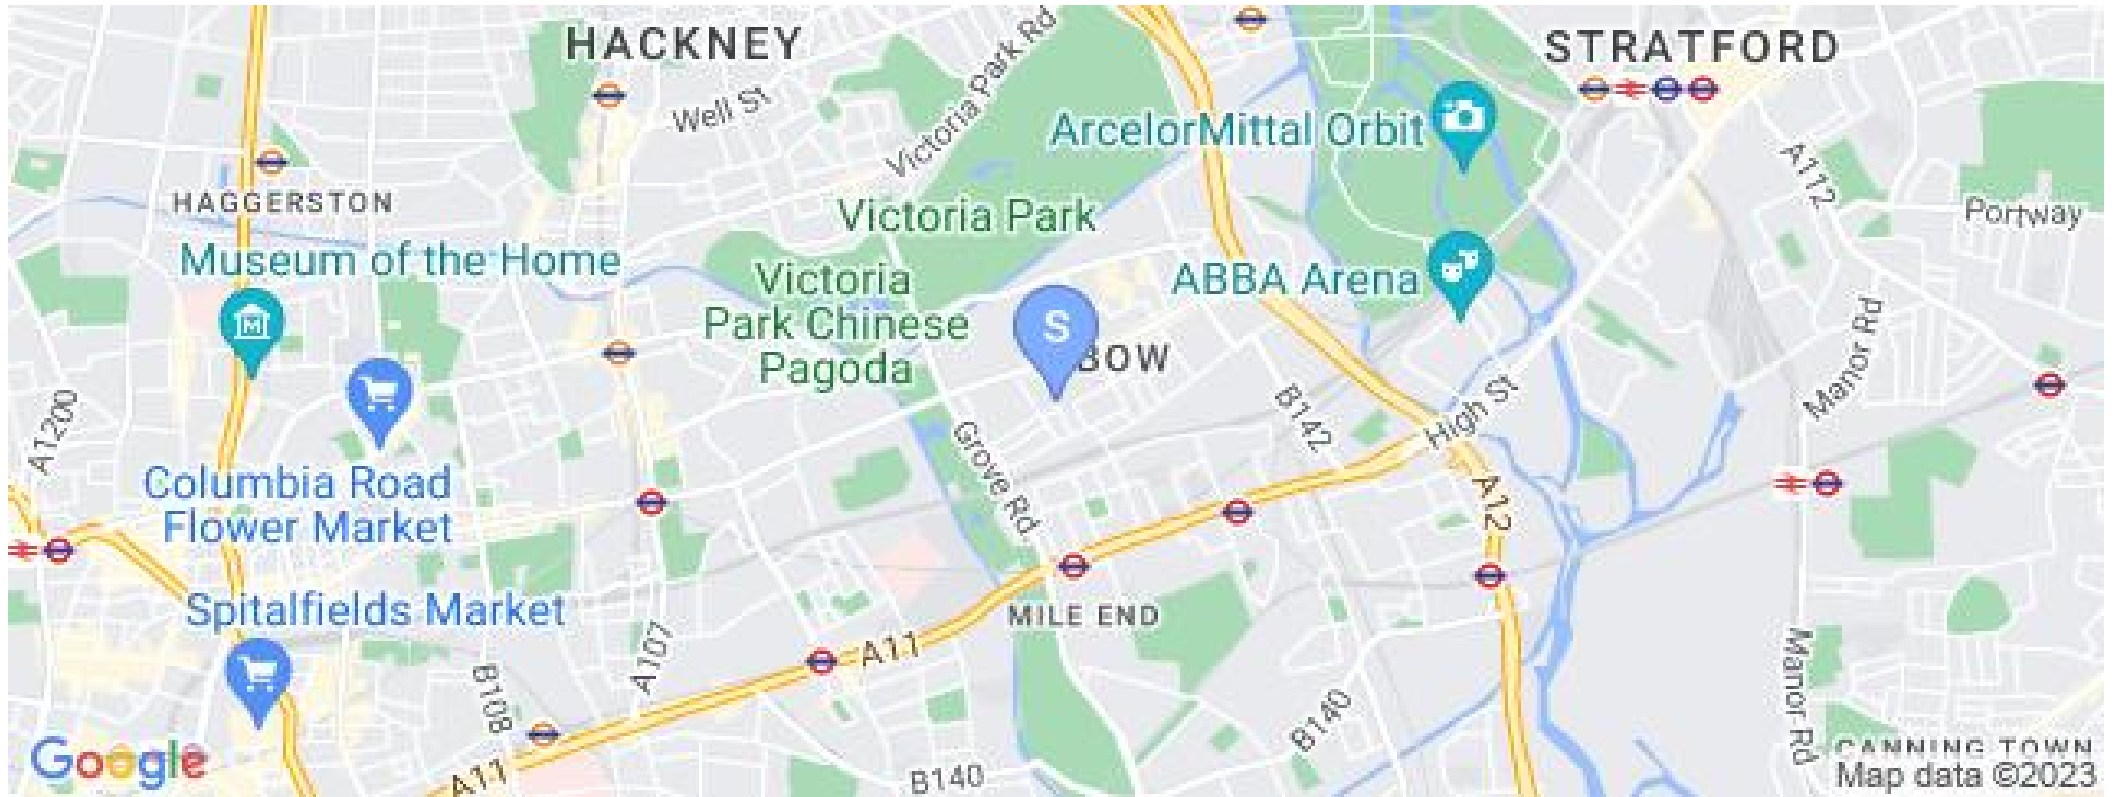 HACKNEY
STRATFORD
Well St
Victoria Park Rd
ArcelorMittal Orbit
A112
HAGGERSTON
Victoria Park
Portway
Museum of the Home
Victoria
Park Chinese
Pagoda
ABBA Arena
S
BOW
Manor Rd
A1200
B142
High St
Grove Rd
Columbia Road
Flower Market
A12
Spitalfields Market
MILE END
A11
A107
B108
B140
Manor Rd
A11
B140
Google
CANNING TOWN
Map data ©2023